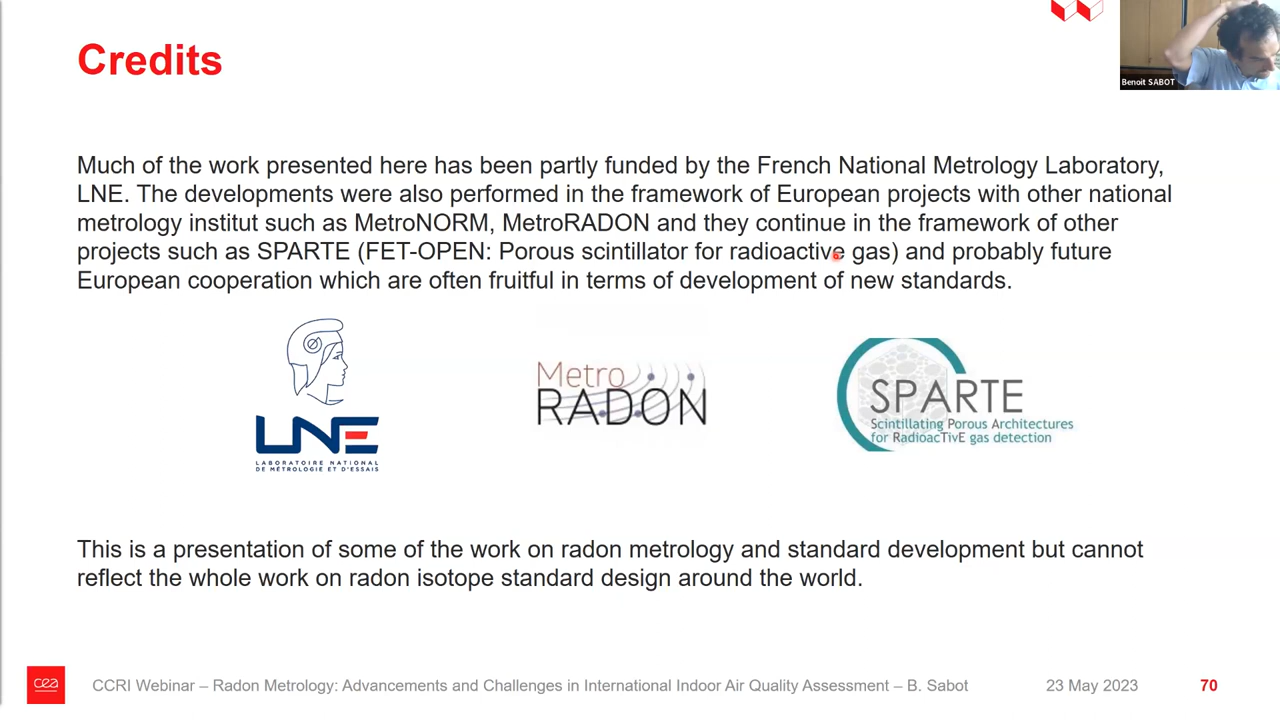 Credits
Benoit SABOT
Much of the work presented here has been partly funded by the French National Metrology Laboratory,
LNE. The developments were also performed in the framework of European projects with other national
metrology institut such as MetroNORM, MetroRADON and they continue in the framework of other
projects such as SPARTE (FET-OPEN: Porous scintillator for radioactive gas) and probably future
European cooperation which are often fruitful in terms of development of new standards.
LNE
LABORATOIRE NATIONAL
DE MÉTROLOGIE ET D'ESSAIS
Metro
RADON
SPARTE
Scintillating Porous Architectures
for RadioacTivE gas detection
This is a presentation of some of the work on radon metrology and standard development but cannot
reflect the whole work on radon isotope standard design around the world.
cea
CCRI Webinar – Radon Metrology: Advancements and Challenges in International Indoor Air Quality Assessment – B. Sabot
23 May 2023
70